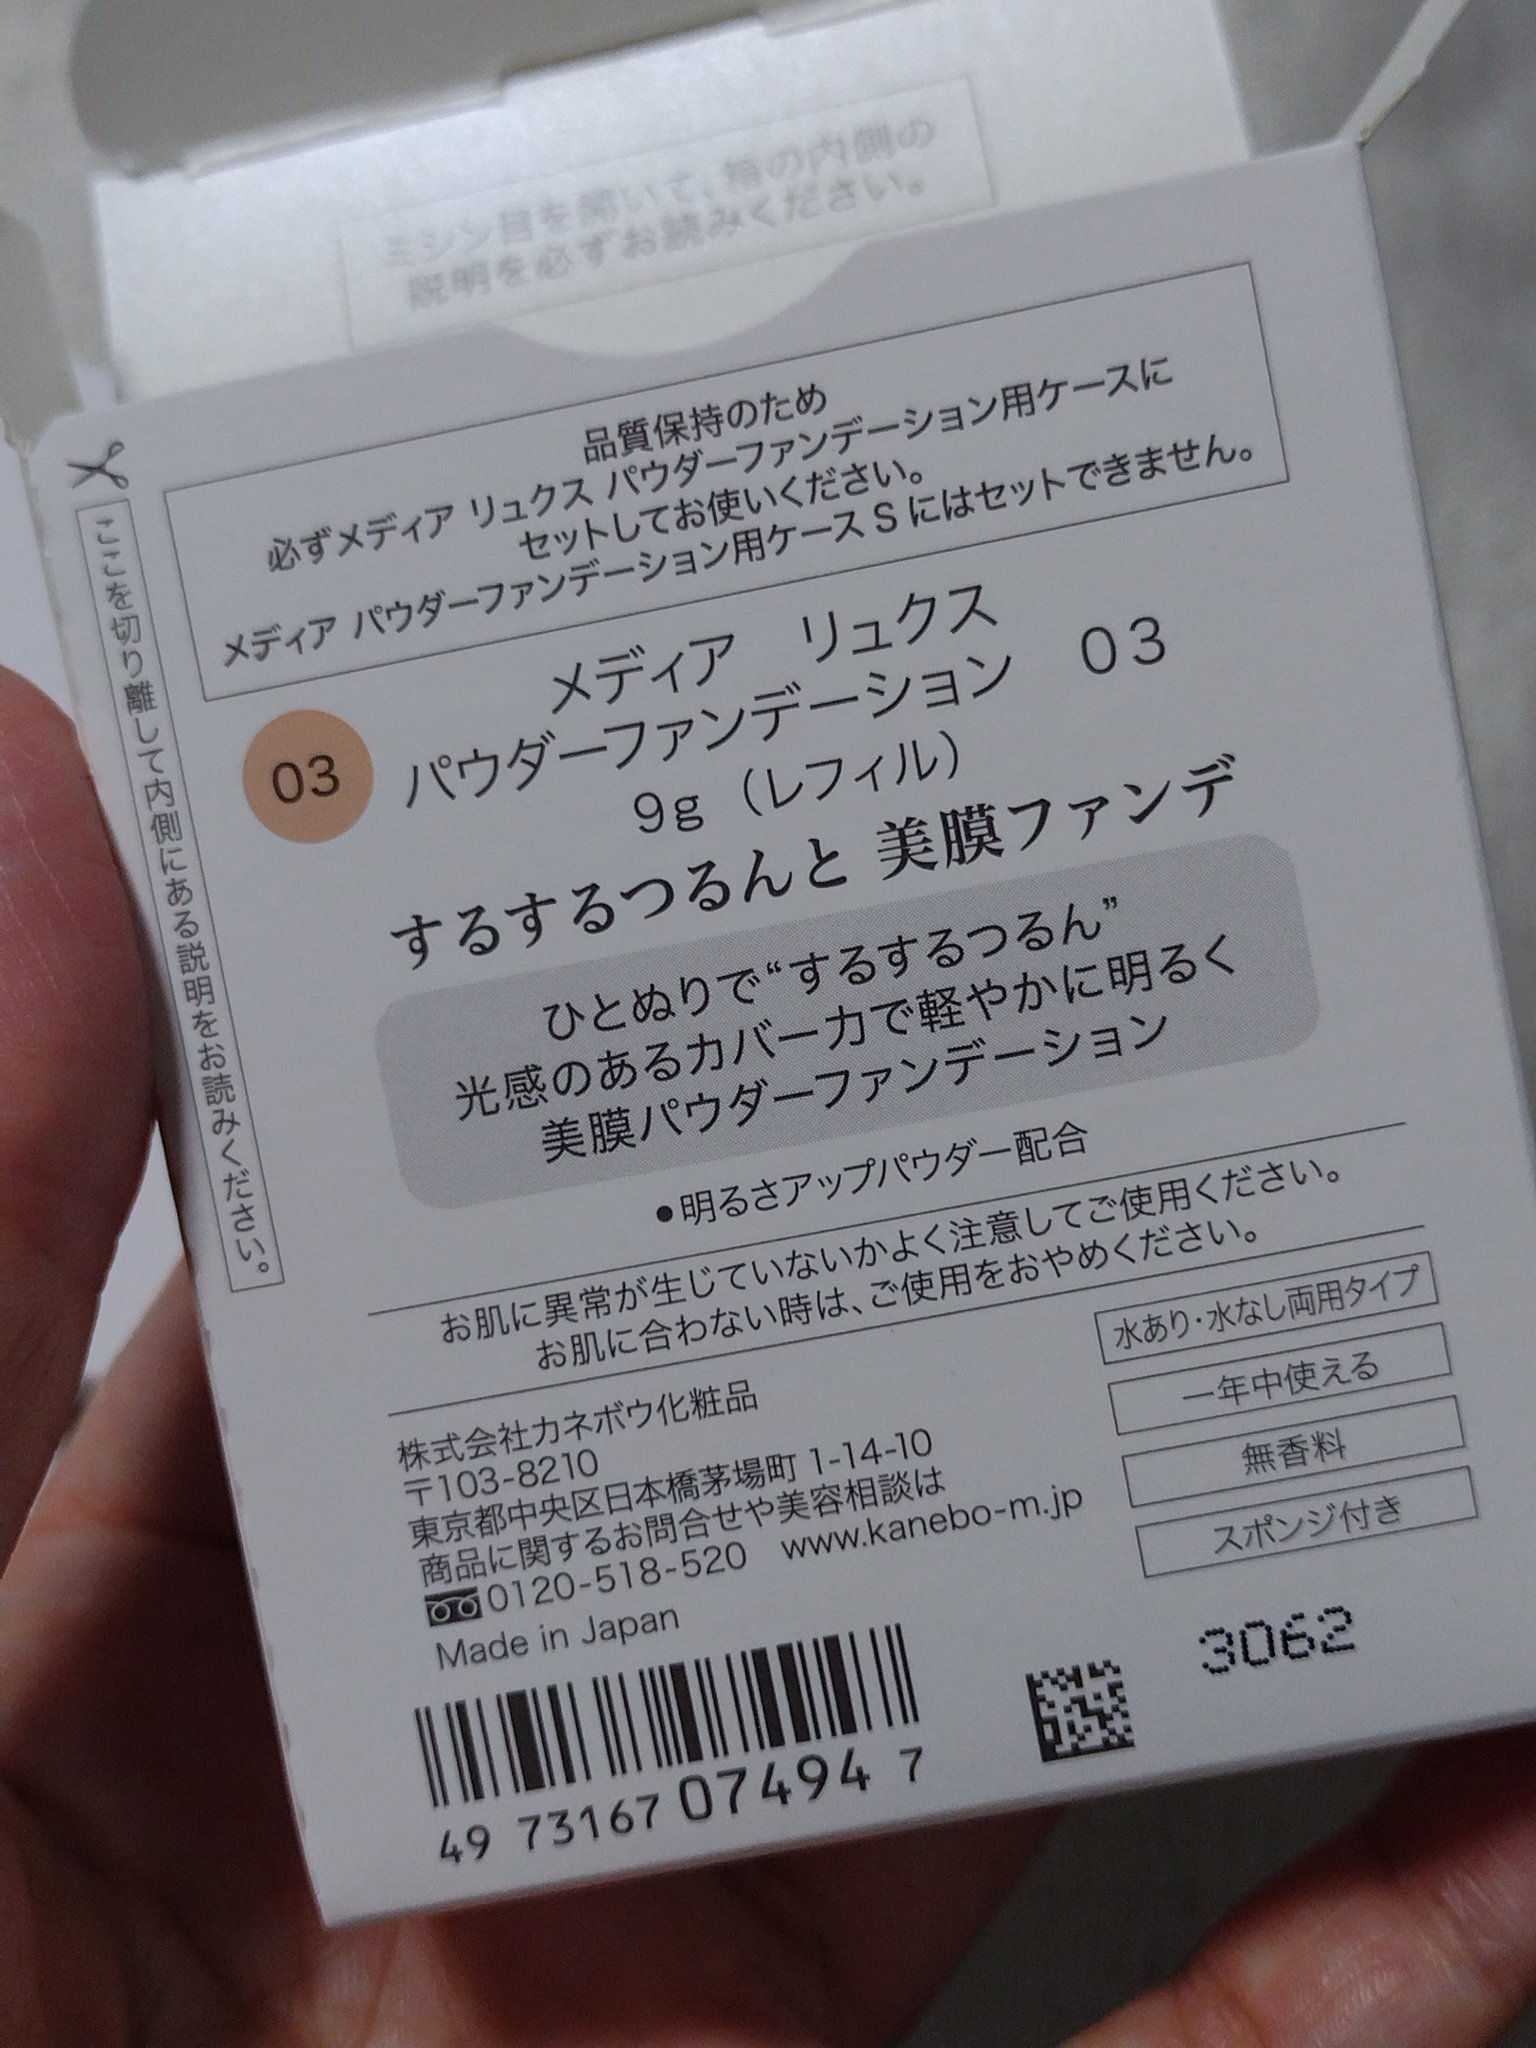 ミシン目を開いて、箱の内側の
説明を必ずお読みください。
品質保持のため
必ずメディア リュクス パウダーファンデーション用ケースに
セットしてお使いください。
メディア パウダーファンデーション用ケース S にはセットできません。
ここを切り離して内側にある説明をお読みください。
メディア リュクス
パウダーファンデーション 03
03
9g（レフィル）
するするつるんと 美膜ファンデ
ひとぬりで“するするつるん”
光感のあるカバー力で軽やかに明るく
美膜パウダーファンデーション
•明るさアップパウダー配合
お肌に異常が生じていないかよく注意してご使用ください。
お肌に合わない時は、ご使用をおやめください。
水あり・水なし両用タイプ
一年中使える
無香料
スポンジ付き
株式会社カネボウ化粧品
〒103-8210
東京都中央区日本橋茅場町 1-14-10
商品に関するお問合せや美容相談は
0120-518-520 www.kanebo-m.jp
Made in Japan
3062
49 73167 07494 7